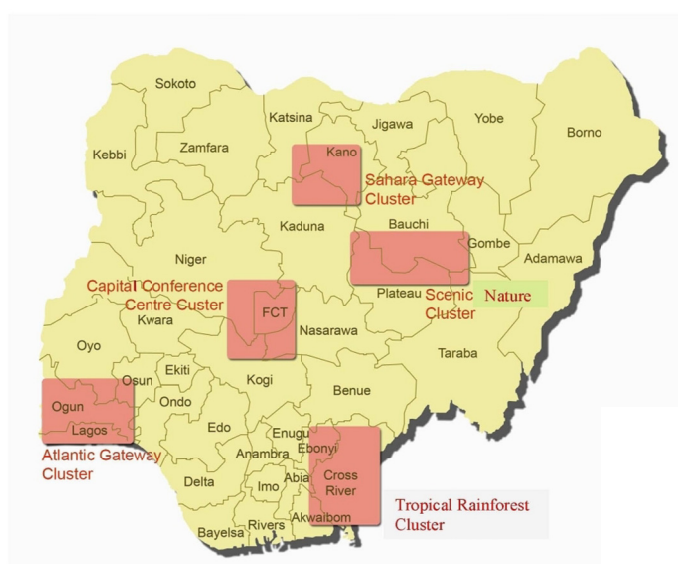 Sokoto
Katsina
Jigawa
Yobe
Borno
Kebbi
Zamfara
Kano
Sahara Gateway
Cluster
Kaduna
Bauchi
Gombe
Adamawa
Niger
Capital Conference
Centre Custer
Plateau
Scenic Nature
Cluster
FCT
Kwara
Nasarawa
Oyo
Taraba
Osun
Ekiti
Kogi
Benue
Ogun
Ondo
Lagos
Edo
Enugu
Ebonyi
Atlantic Gateway
Cluster
Anambra
Delta
Imo
Abia
Cross
River
Akwaibom
Rivers
Bayelsa
Tropical Rainforest
Cluster